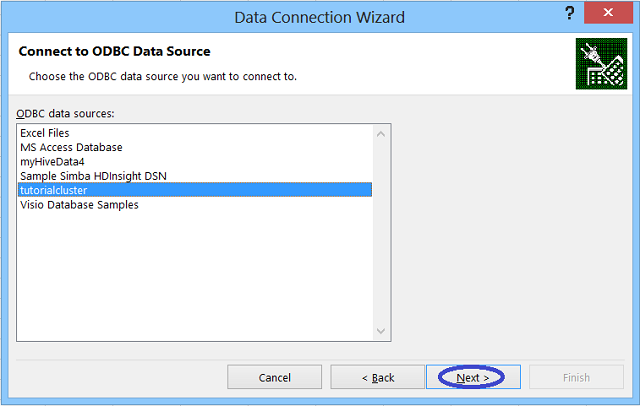 Data Connection Wizard
?
Connect to ODBC Data Source
Choose the ODBC data source you want to connect to.
ODBC data sources:
Excel Files
MS Access Database
myHiveData4
Sample Simba HDInsight DSN
tutorialcluster
Visio Database Samples
Cancel
< Back
Next >
Finish